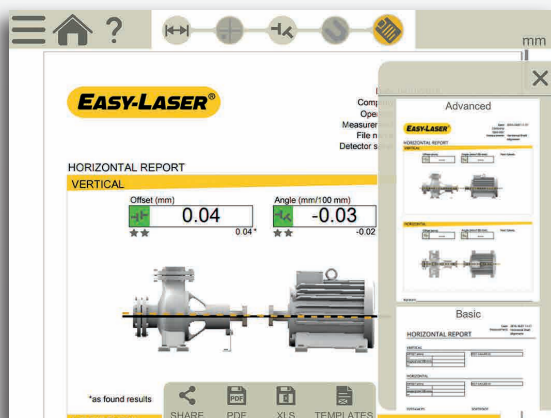 ?
mm
EASY-LASER®
Comp
Ope
Measure
File n
Detector s
HORIZONTAL REPORT
VERTICAL
Offset (mm)
0.04
0.04 *
Angle (mm/100 mm)
-0.03
-0.02
*as found results
SHARE
PDF
PDF
XLS
TEMPLATES
Advanced
EASY-LASER
HORIZONTAL REPORT
VERTICAL
HORIZONTAL
Basic
HORIZONTAL REPORT
VERTICAL
HORIZONTAL